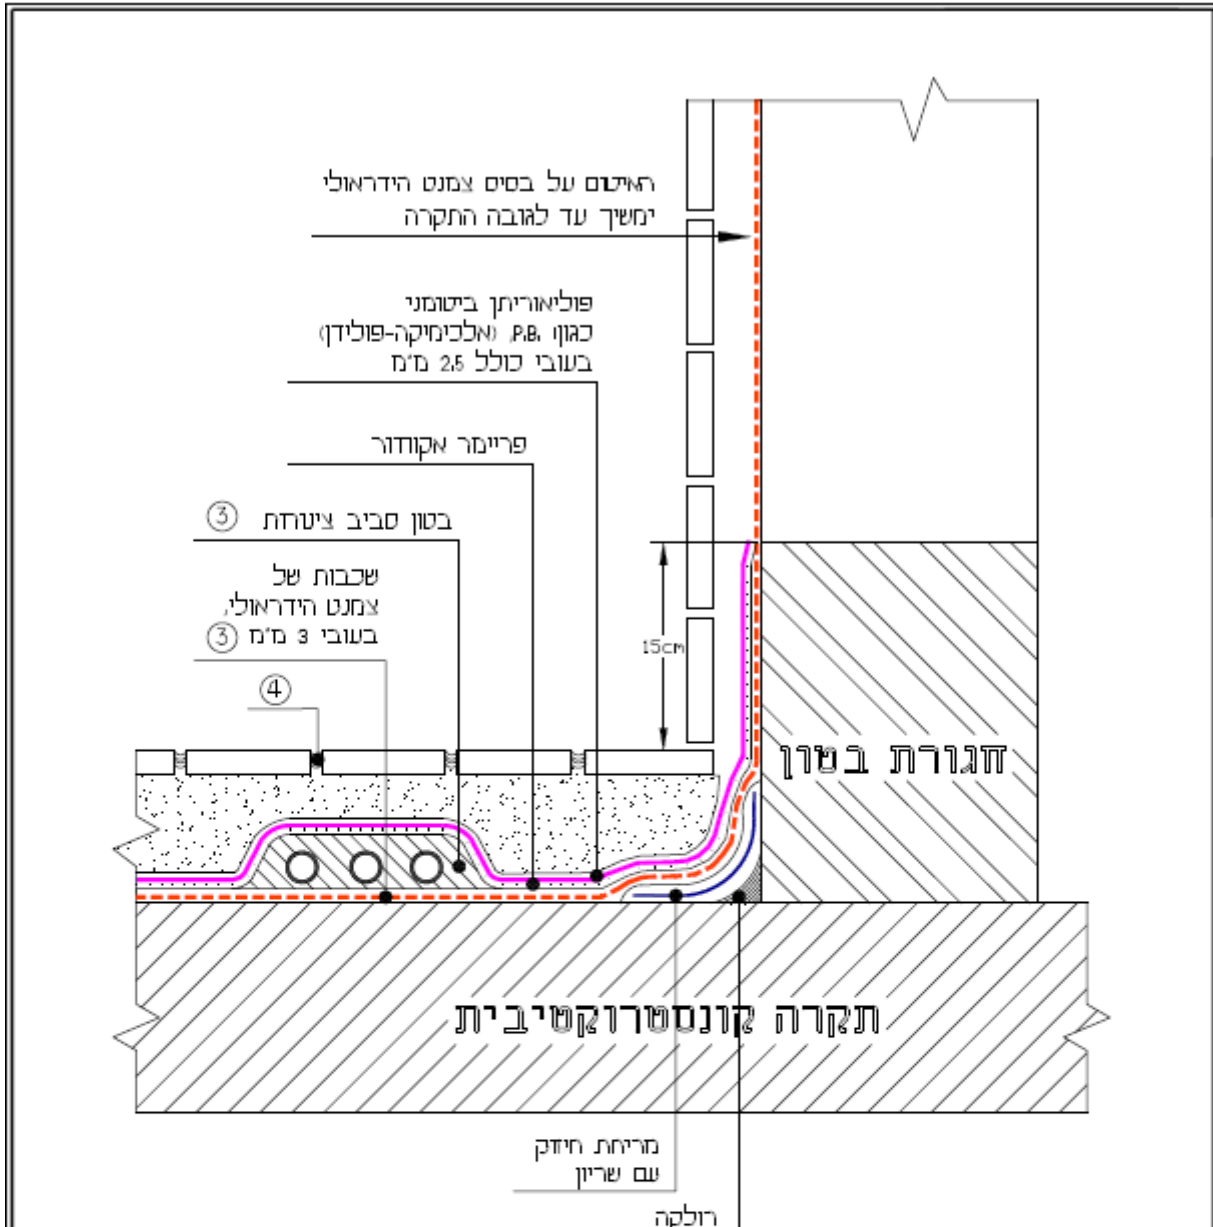 האיטום על בסיס צמנט הידראולי
ימשיך עד לגובה התקרה
פוליאוריתן ביטומני
כגון: P.B. (אלכימיקה-פולידן)
בעובי כולל 2.5 מ"מ
פריימר אקוודור
בטון סביב צינורות 3
שכבות של
צמנט הידראולי,
בעובי 3 מ"מ 3
4
15cm
חגורת בטון
תקרה קונסטרוקטיבית
מריחת חיזוק
עם שריון
רולקה